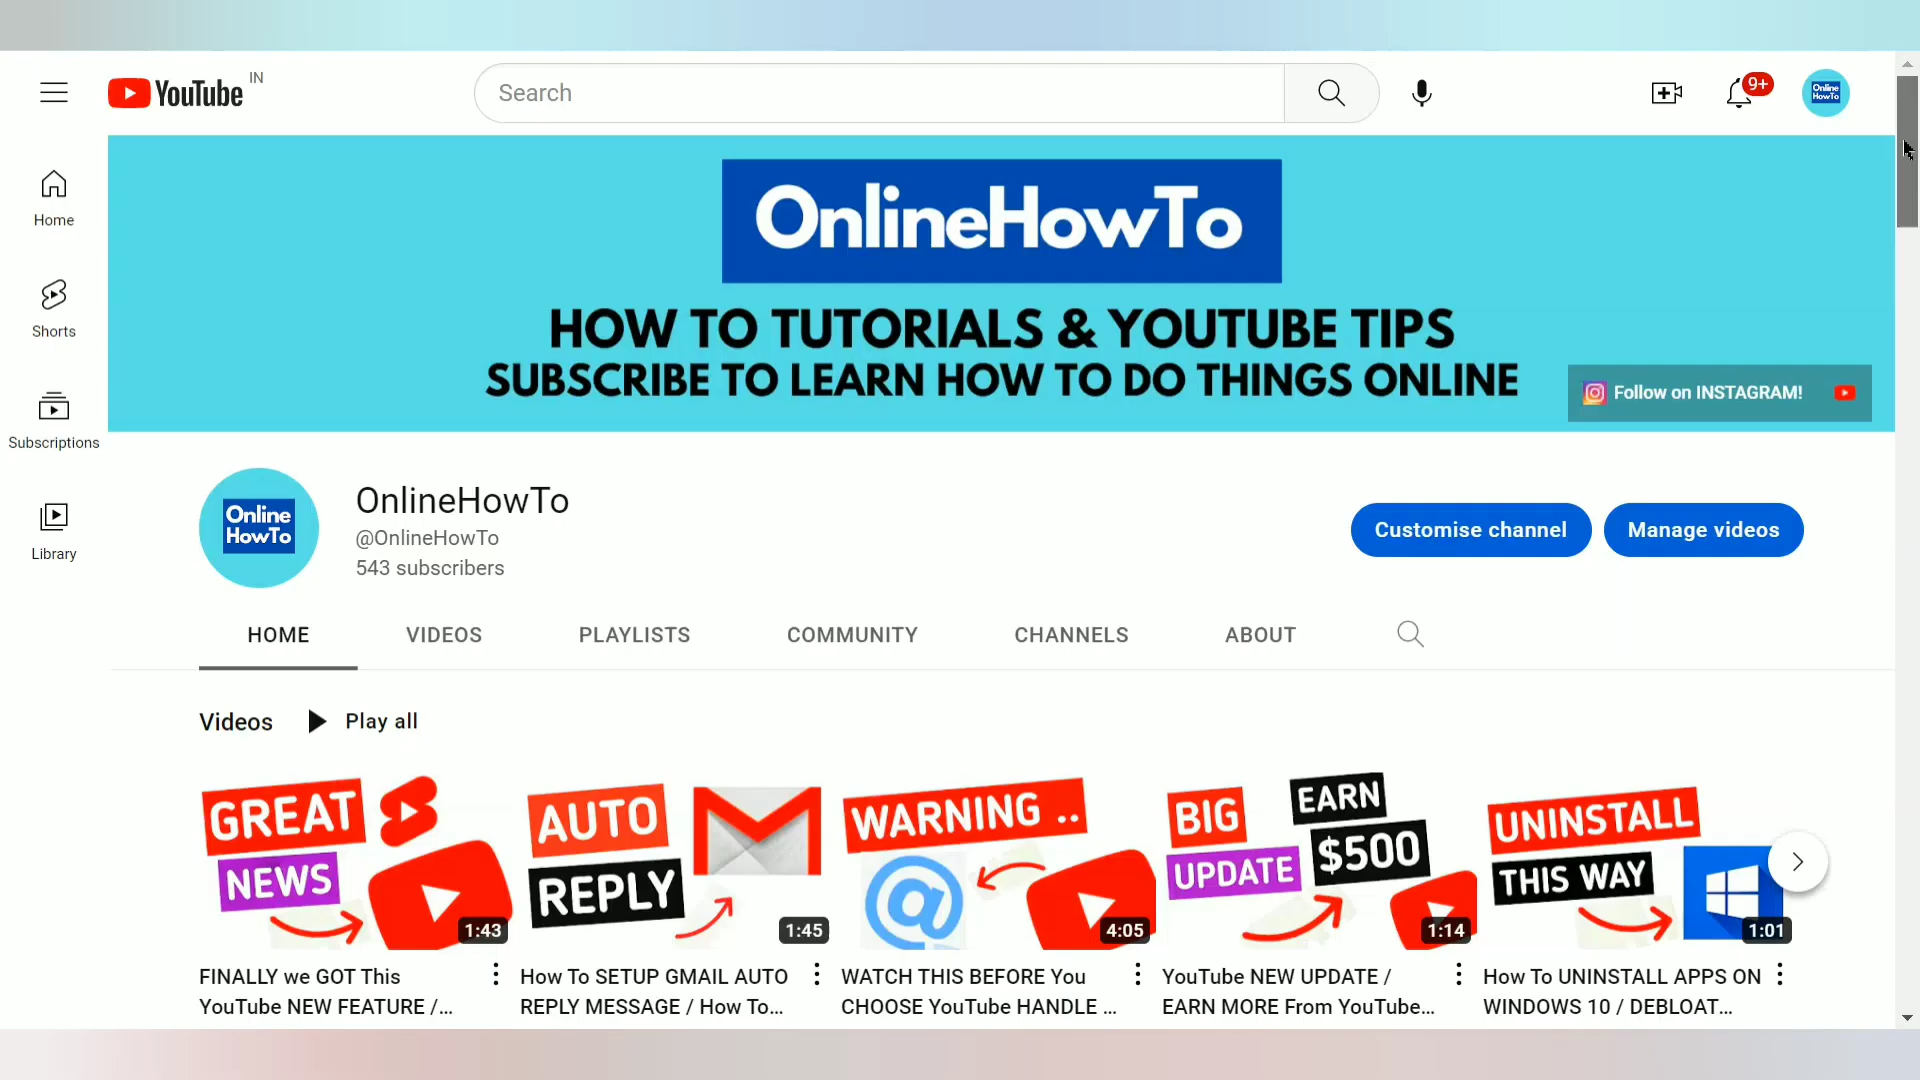 YouTube IN
Search
9+
Online
HowTo
OnlineHowTo
HOW TO TUTORIALS & YOUTUBE TIPS
SUBSCRIBE TO LEARN HOW TO DO THINGS ONLINE
Follow on INSTAGRAM!
Home
Shorts
Subscriptions
Library
Online
HowTo
OnlineHowTo
@OnlineHowTo
543 subscribers
Customise channel
Manage videos
HOME
VIDEOS
PLAYLISTS
COMMUNITY
CHANNELS
ABOUT
Videos
Play all
GREAT
NEWS
1:43
AUTO
REPLY
1:45
WARNING ..
@
4:05
BIG
UPDATE
EARN
$500
1:14
UNINSTALL
THIS WAY
1:01
FINALLY we GOT This
YouTube NEW FEATURE /...
How To SETUP GMAIL AUTO
REPLY MESSAGE / How To...
WATCH THIS BEFORE You
CHOOSE YouTube HANDLE ...
YouTube NEW UPDATE /
EARN MORE From YouTube...
How To UNINSTALL APPS ON
WINDOWS 10 / DEBLOAT...